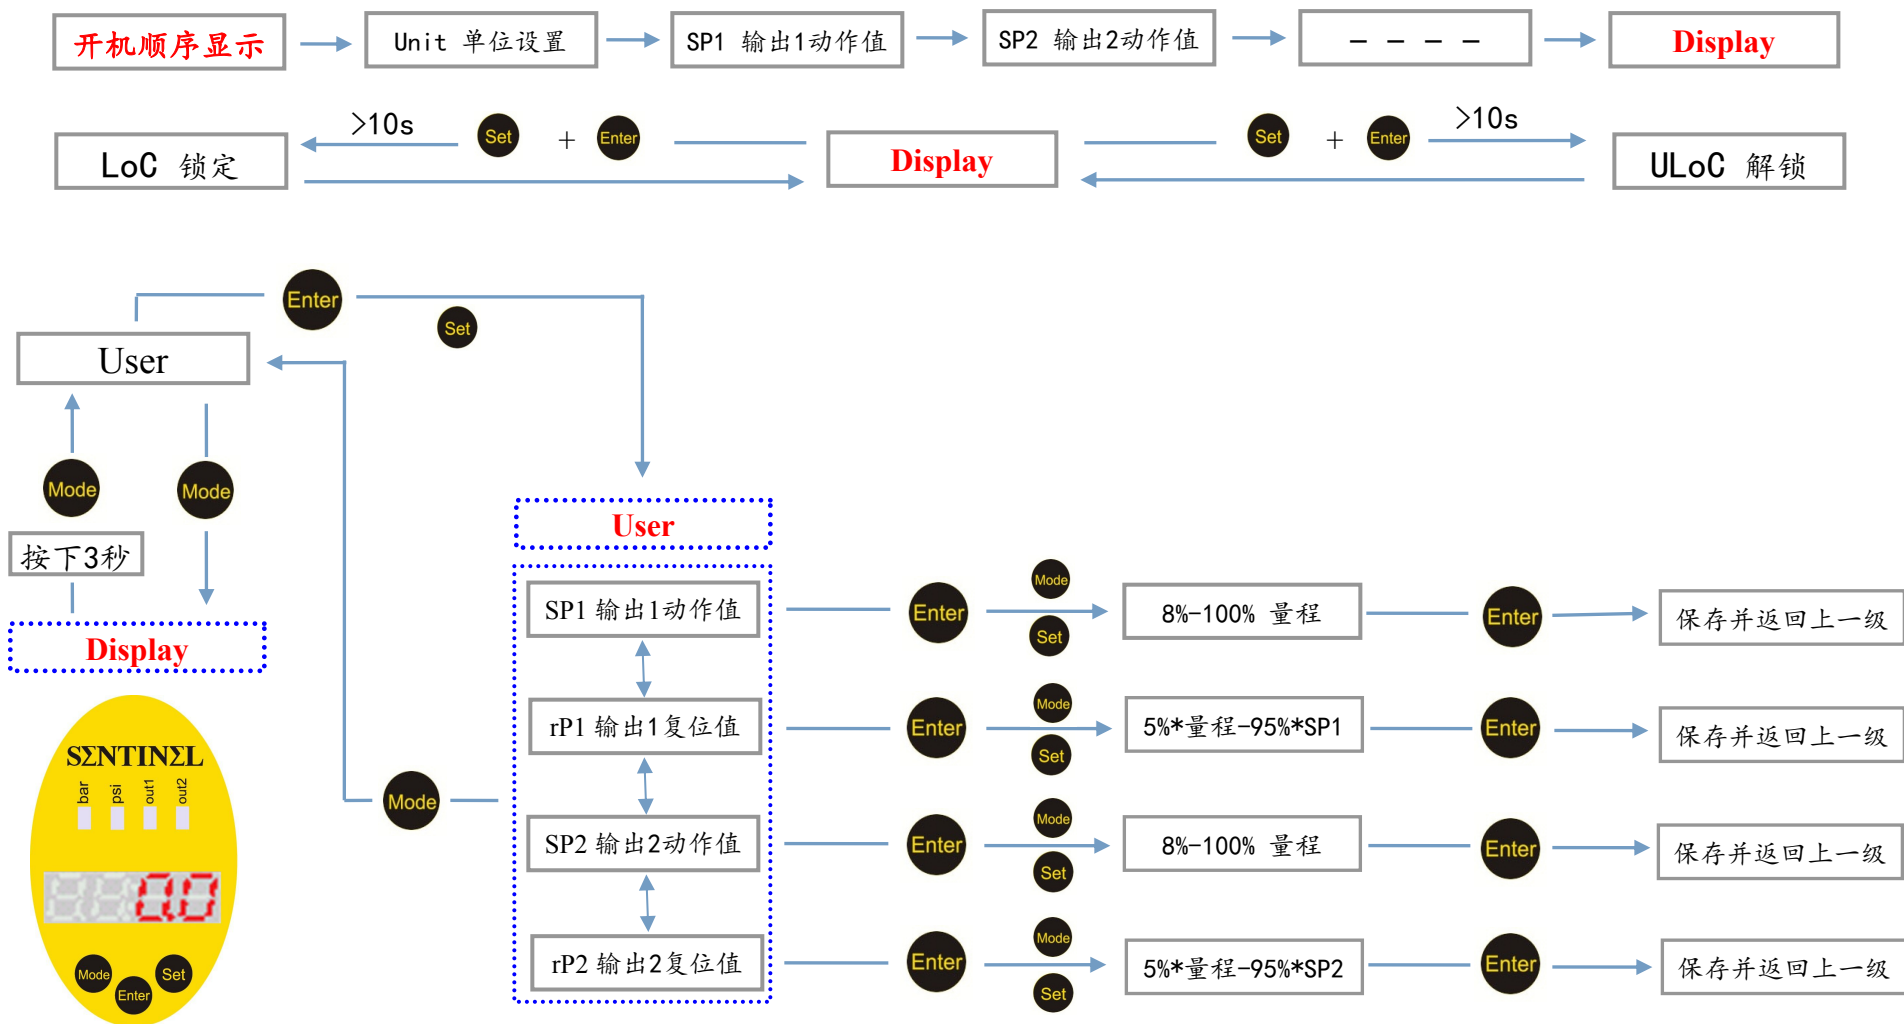 开机顺序显示
Unit 单位设置
SP1 输出1动作值
SP2 输出2动作值
– – – –
Display
LoC 锁定
>10s
Set
+
Enter
Display
Set
+
Enter
>10s
ULoC 解锁
Enter
Set
User
Mode
Mode
按下3秒
Display
User
SP1 输出1动作值
Enter
Mode
Set
8%-100% 量程
Enter
保存并返回上一级
rP1 输出1复位值
Enter
Mode
Set
5%*量程-95%*SP1
Enter
保存并返回上一级
Mode
SP2 输出2动作值
Enter
Mode
Set
8%-100% 量程
Enter
保存并返回上一级
rP2 输出2复位值
Enter
Mode
Set
5%*量程-95%*SP2
Enter
保存并返回上一级
SΣNTINΣL
bar
psi
out1
out2
0.0
Mode
Enter
Set